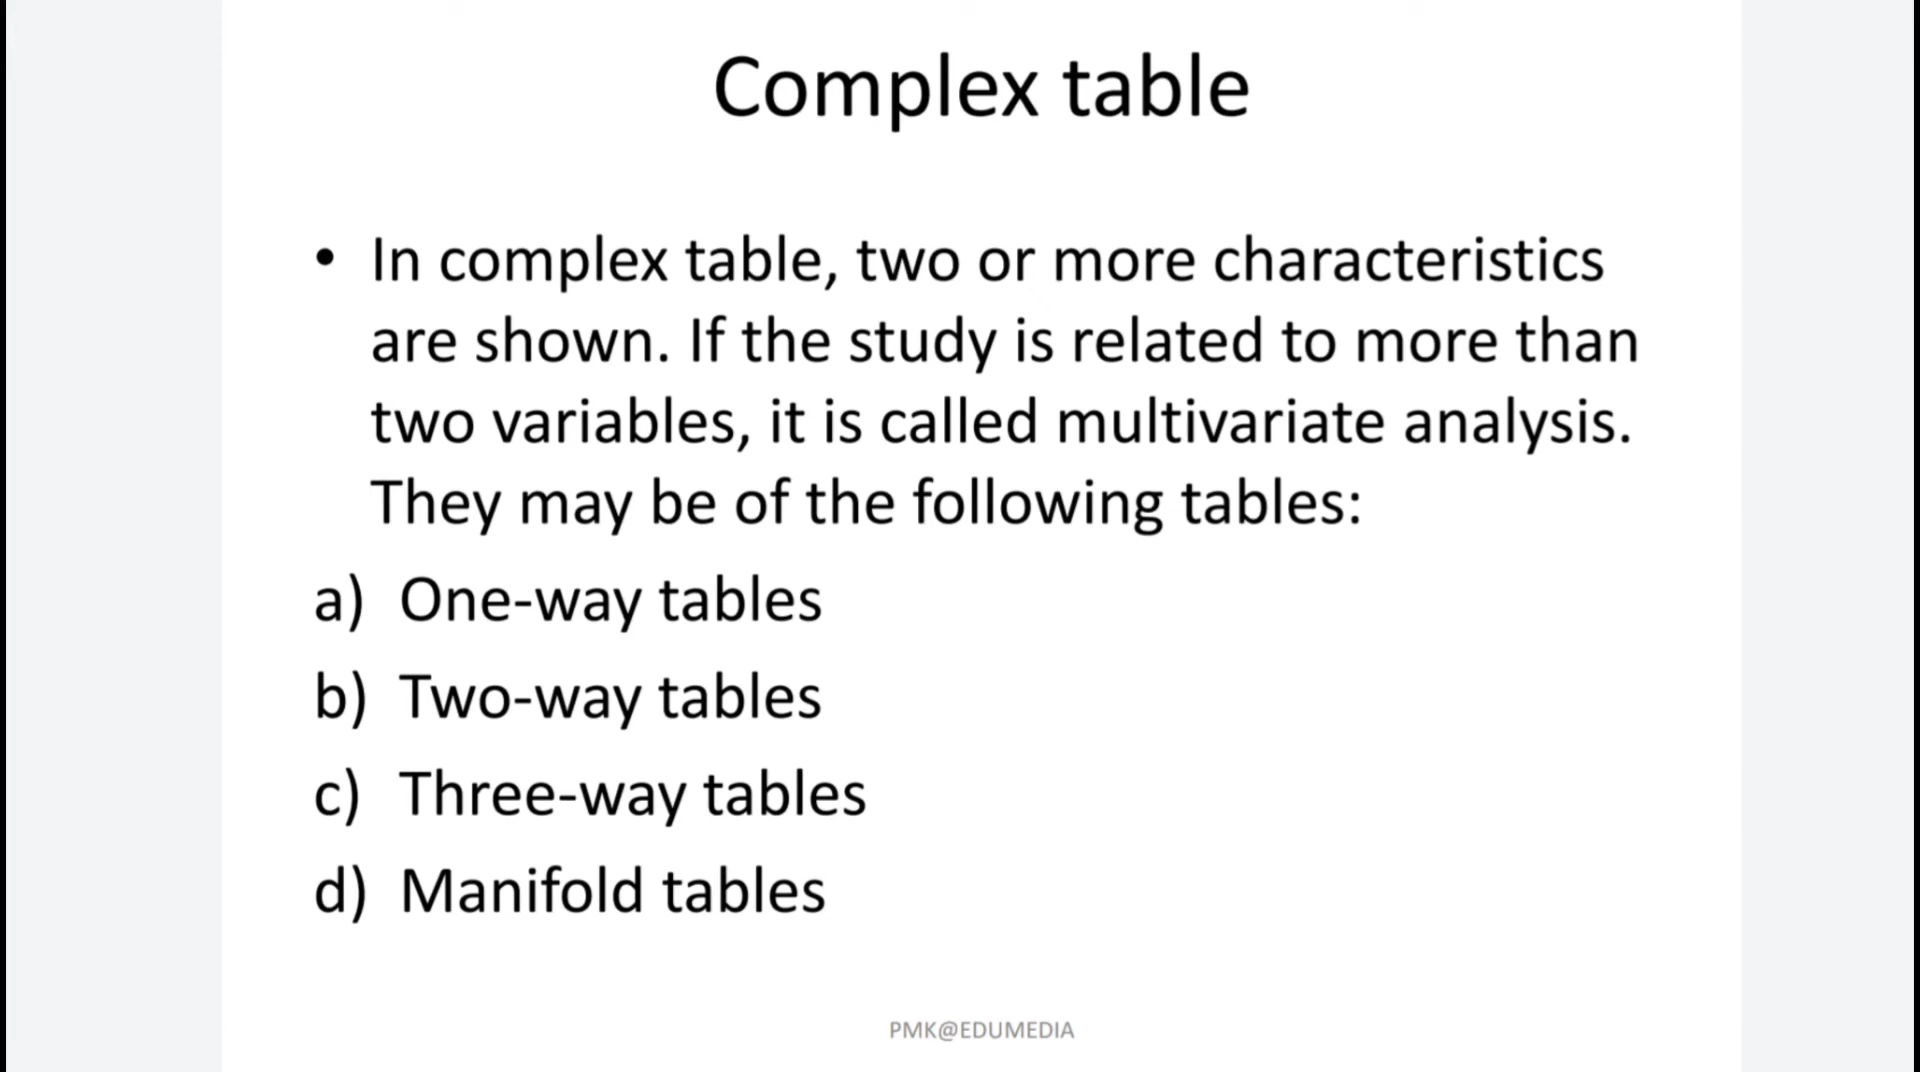 Complex table
• In complex table, two or more characteristics
are shown. If the study is related to more than
two variables, it is called multivariate analysis.
They may be of the following tables:
a) One-way tables
b) Two-way tables
c) Three-way tables
d) Manifold tables
PMK@EDUMEDIA